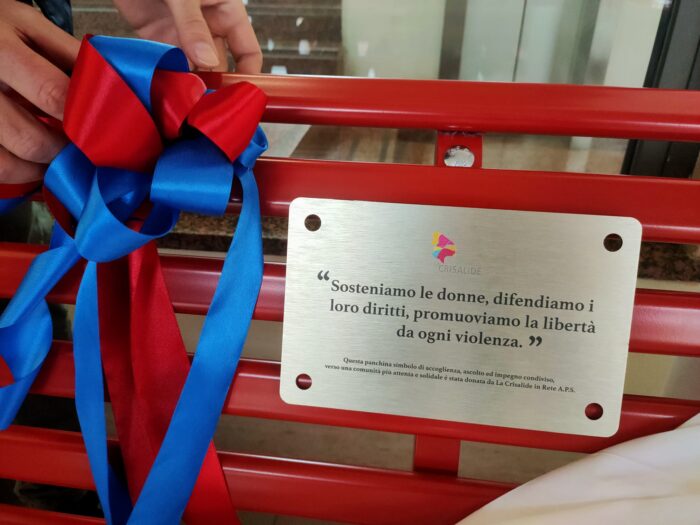 CRISALIDE
“Sosteniamo le donne, difendiamo i
loro diritti, promuoviamo la libertà
da ogni violenza.”
Questa panchina simbolo di accoglienza, ascolto ed impegno condiviso,
verso una comunità più attenta e solidale è stata donata da La Crisalide in Rete A.P.S.